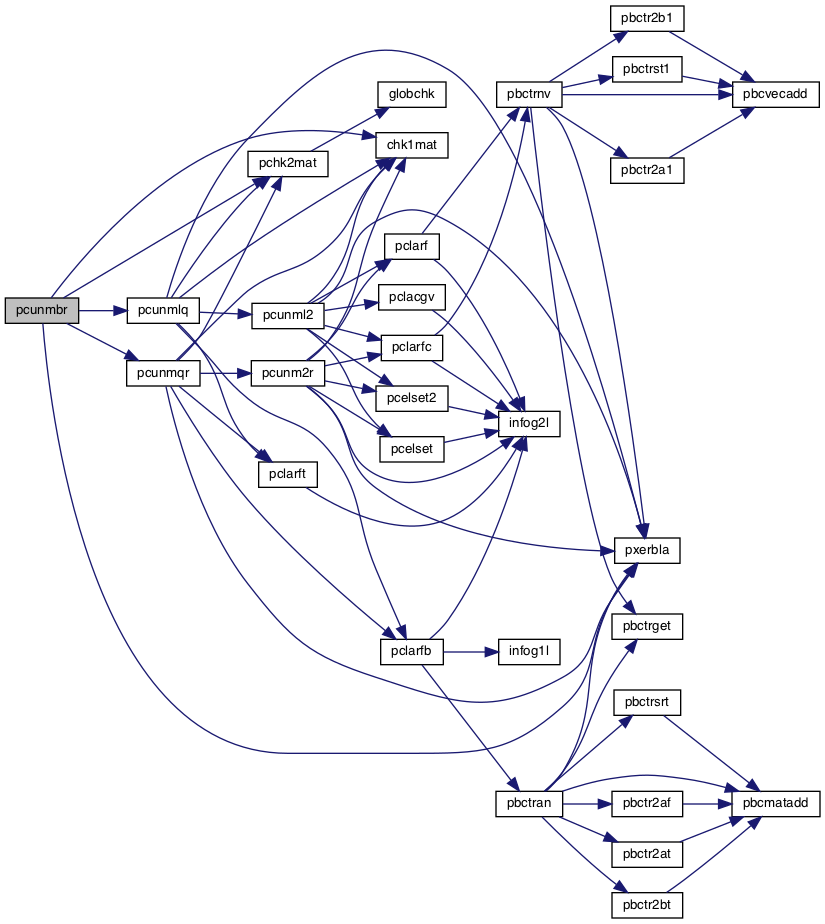 pbctr2b1
pbctrst1
pbctrnv
pbcvecadd
globchk
chk1mat
pchk2mat
pbctr2a1
pclarf
pclacgv
pcunmbr
pcunmlq
pcunml2
pclarfc
pcunmqr
pcunm2r
pcelset2
infog2l
pcelset
pclarft
pxerbla
pbctrget
pclarfb
infog1l
pbctrsrt
pbctran
pbctr2af
pbcmatadd
pbctr2at
pbctr2bt